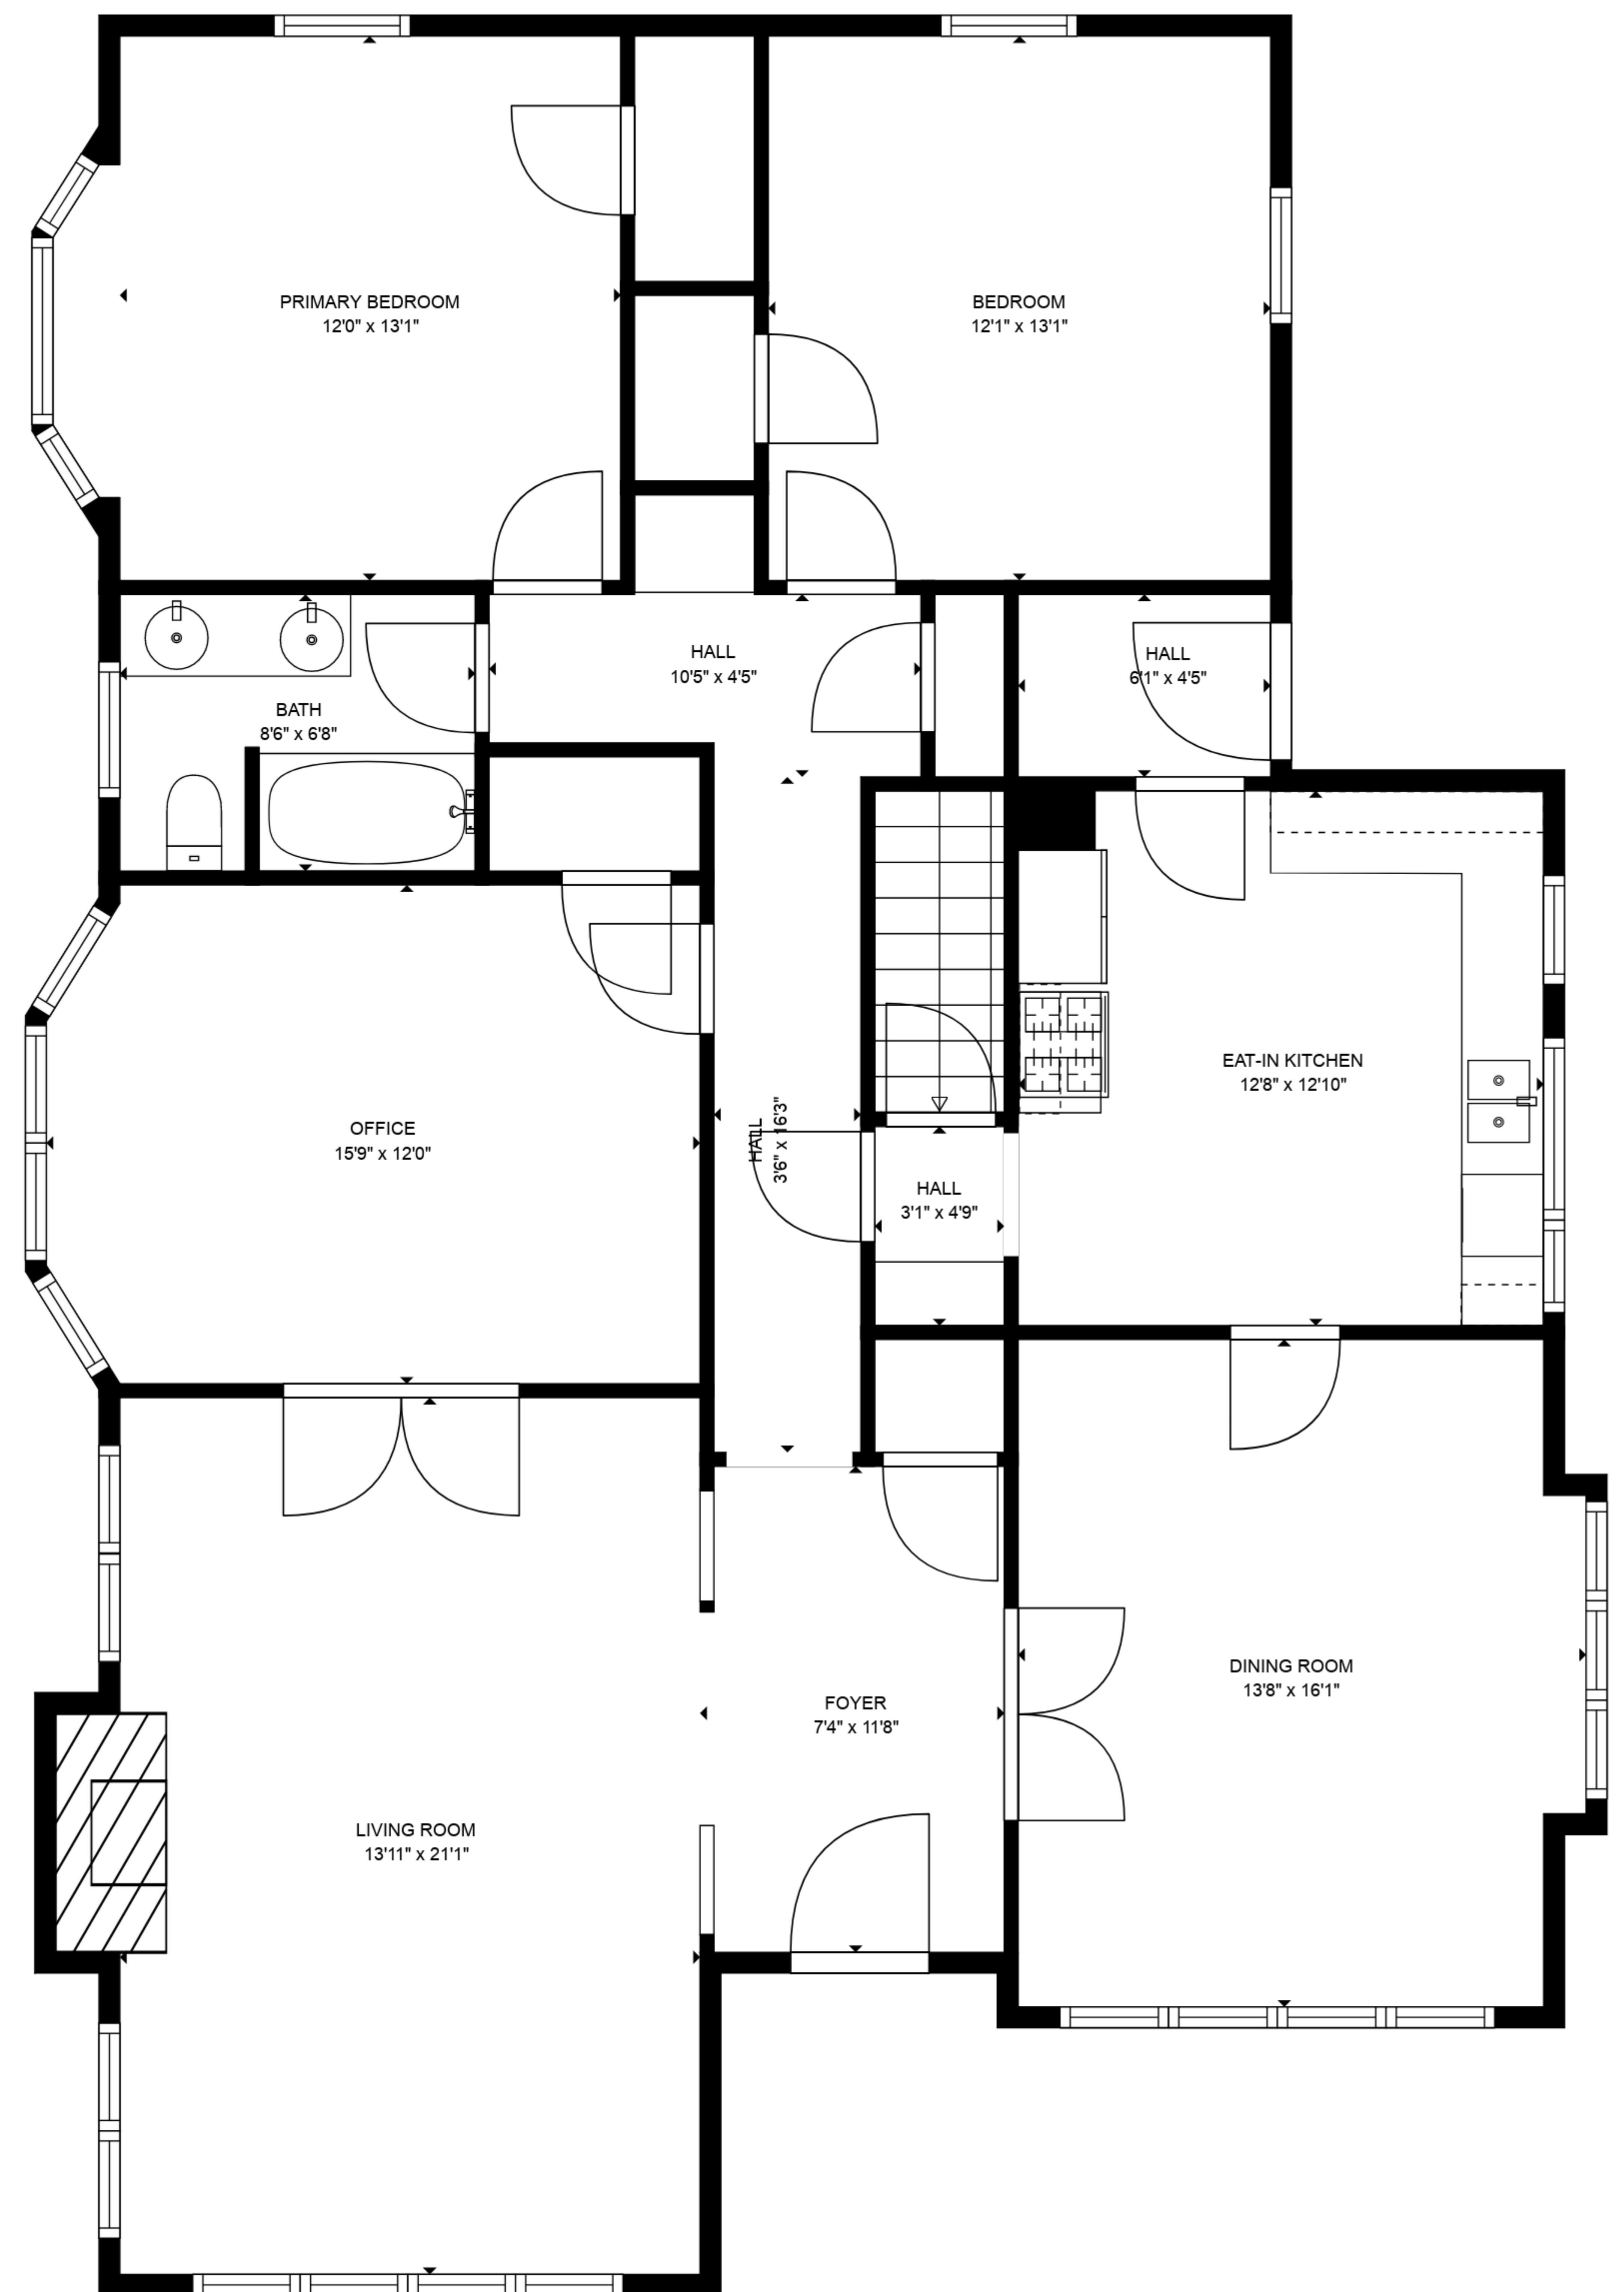 PRIMARY BEDROOM
12'0" x 13'1"
BEDROOM
12'1" x 13'1"
HALL
10'5" x 4'5"
HALL
6'1" x 4'5"
BATH
8'6" x 6'8"
EAT-IN KITCHEN
12'8" x 12'10"
OFFICE
15'9" x 12'0"
HALL
3'6" x 16'3"
HALL
3'1" x 4'9"
DINING ROOM
13'8" x 16'1"
FOYER
7'4" x 11'8"
LIVING ROOM
13'11" x 21'1"